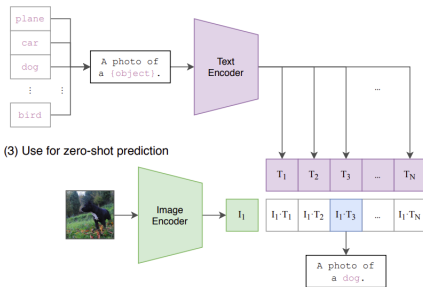 plane
car
dog
⋮ ⋮
bird
A photo of
a {object}.
Text
Encoder
...
(3) Use for zero-shot prediction
T1 T2 T3 ... TN
Image
Encoder
I1
I1·T1 I1·T2 I1·T3 ... I1·TN
A photo of
a dog.